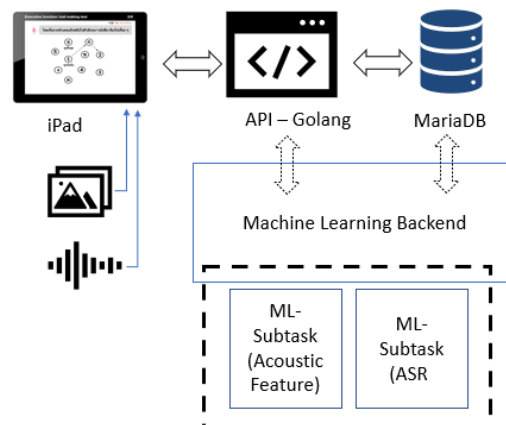 iPad
API – Golang
MariaDB
Machine Learning Backend
ML-
Subtask
(Acoustic
Feature)
ML-
Subtask
(ASR